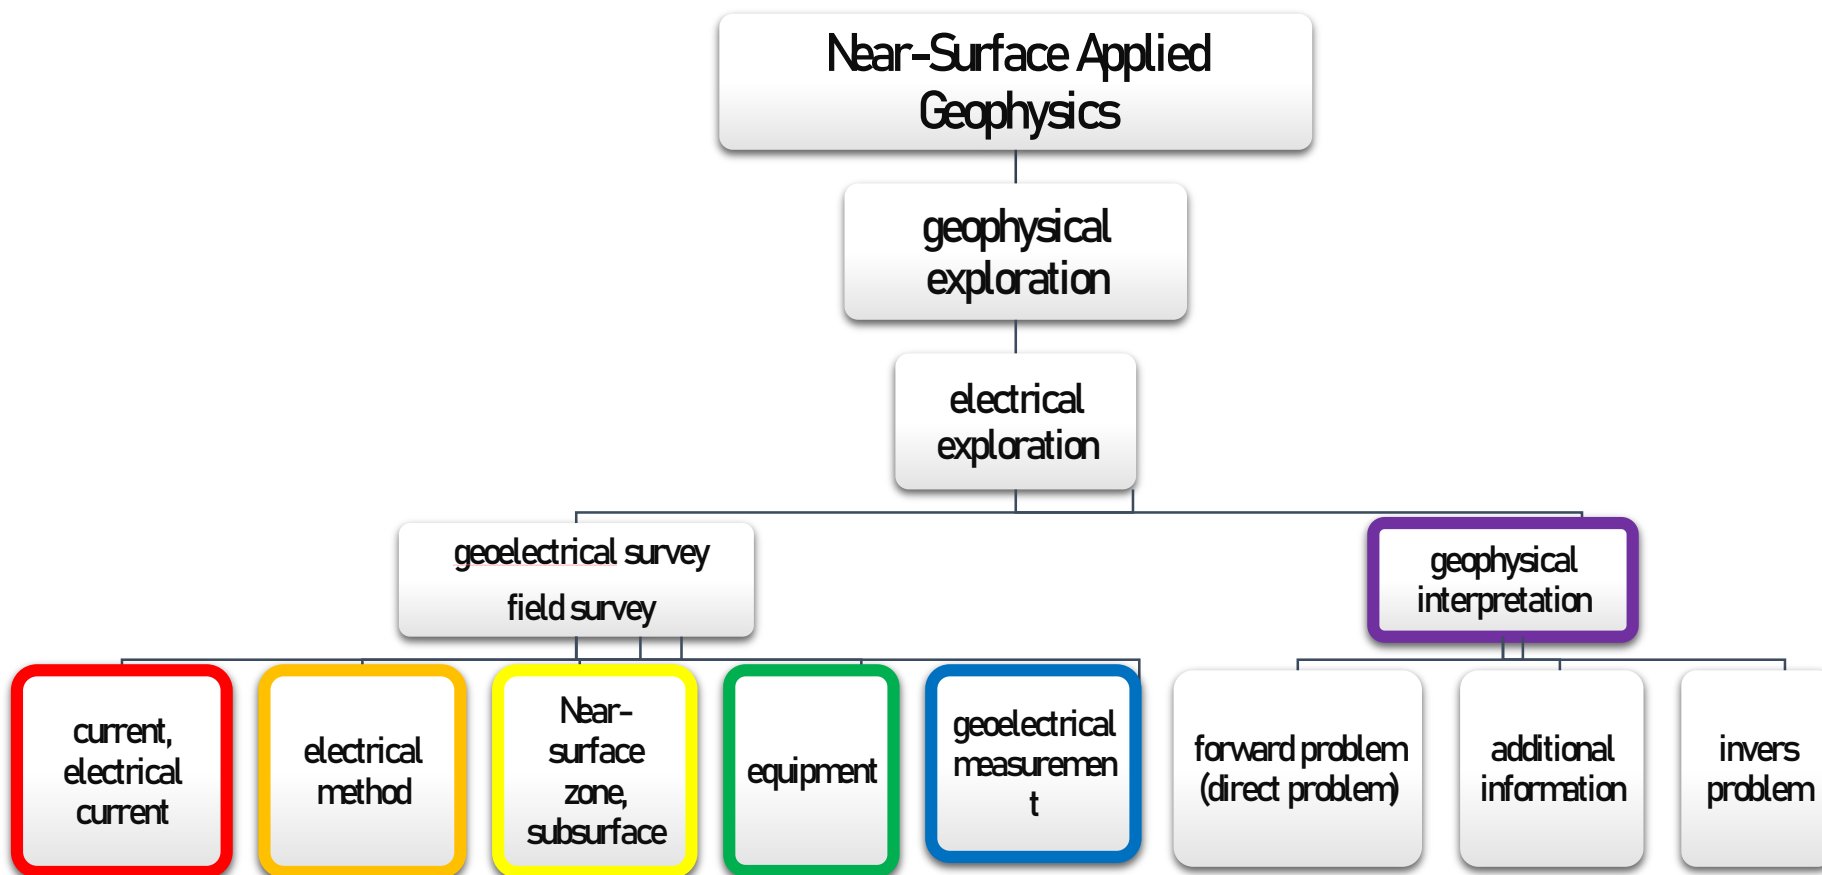 Near-Surface Applied
Geophysics
geophysical
exploration
electrical
exploration
geoelectrical survey
field survey
geophysical
interpretation
current,
electrical
current
electrical
method
Near-
surface
zone,
subsurface
equipment
geoelectrical
measuremen
t
forward problem
(direct problem)
additional
information
invers
problem